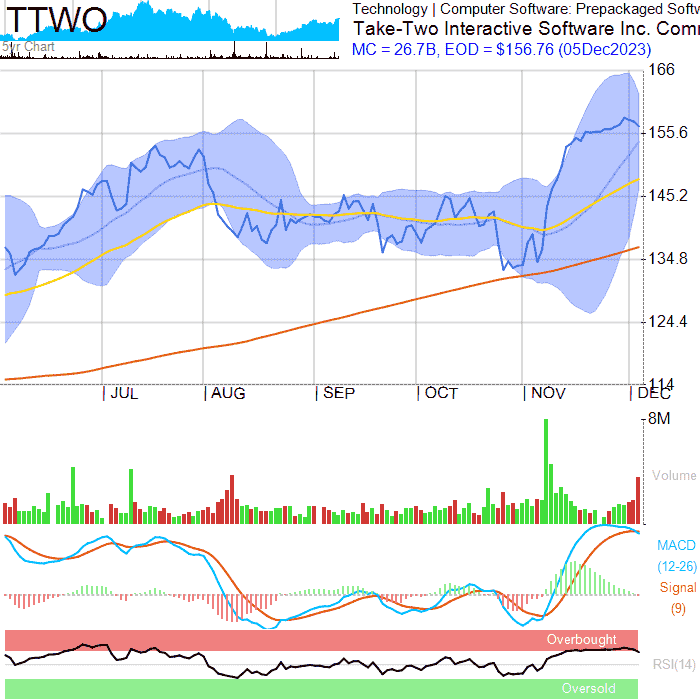 TTWO
5yr Chart
Technology | Computer Software: Prepackaged Softw
Take-Two Interactive Software Inc. Com
MC = 26.7B, EOD = $156.76 (05Dec2023)
166
155.6
145.2
134.8
124.4
114
JUL AUG SEP OCT NOV DEC
8M
Volume
MACD
(12-26)
Signal
(9)
Overbought
RSI(14)
Oversold